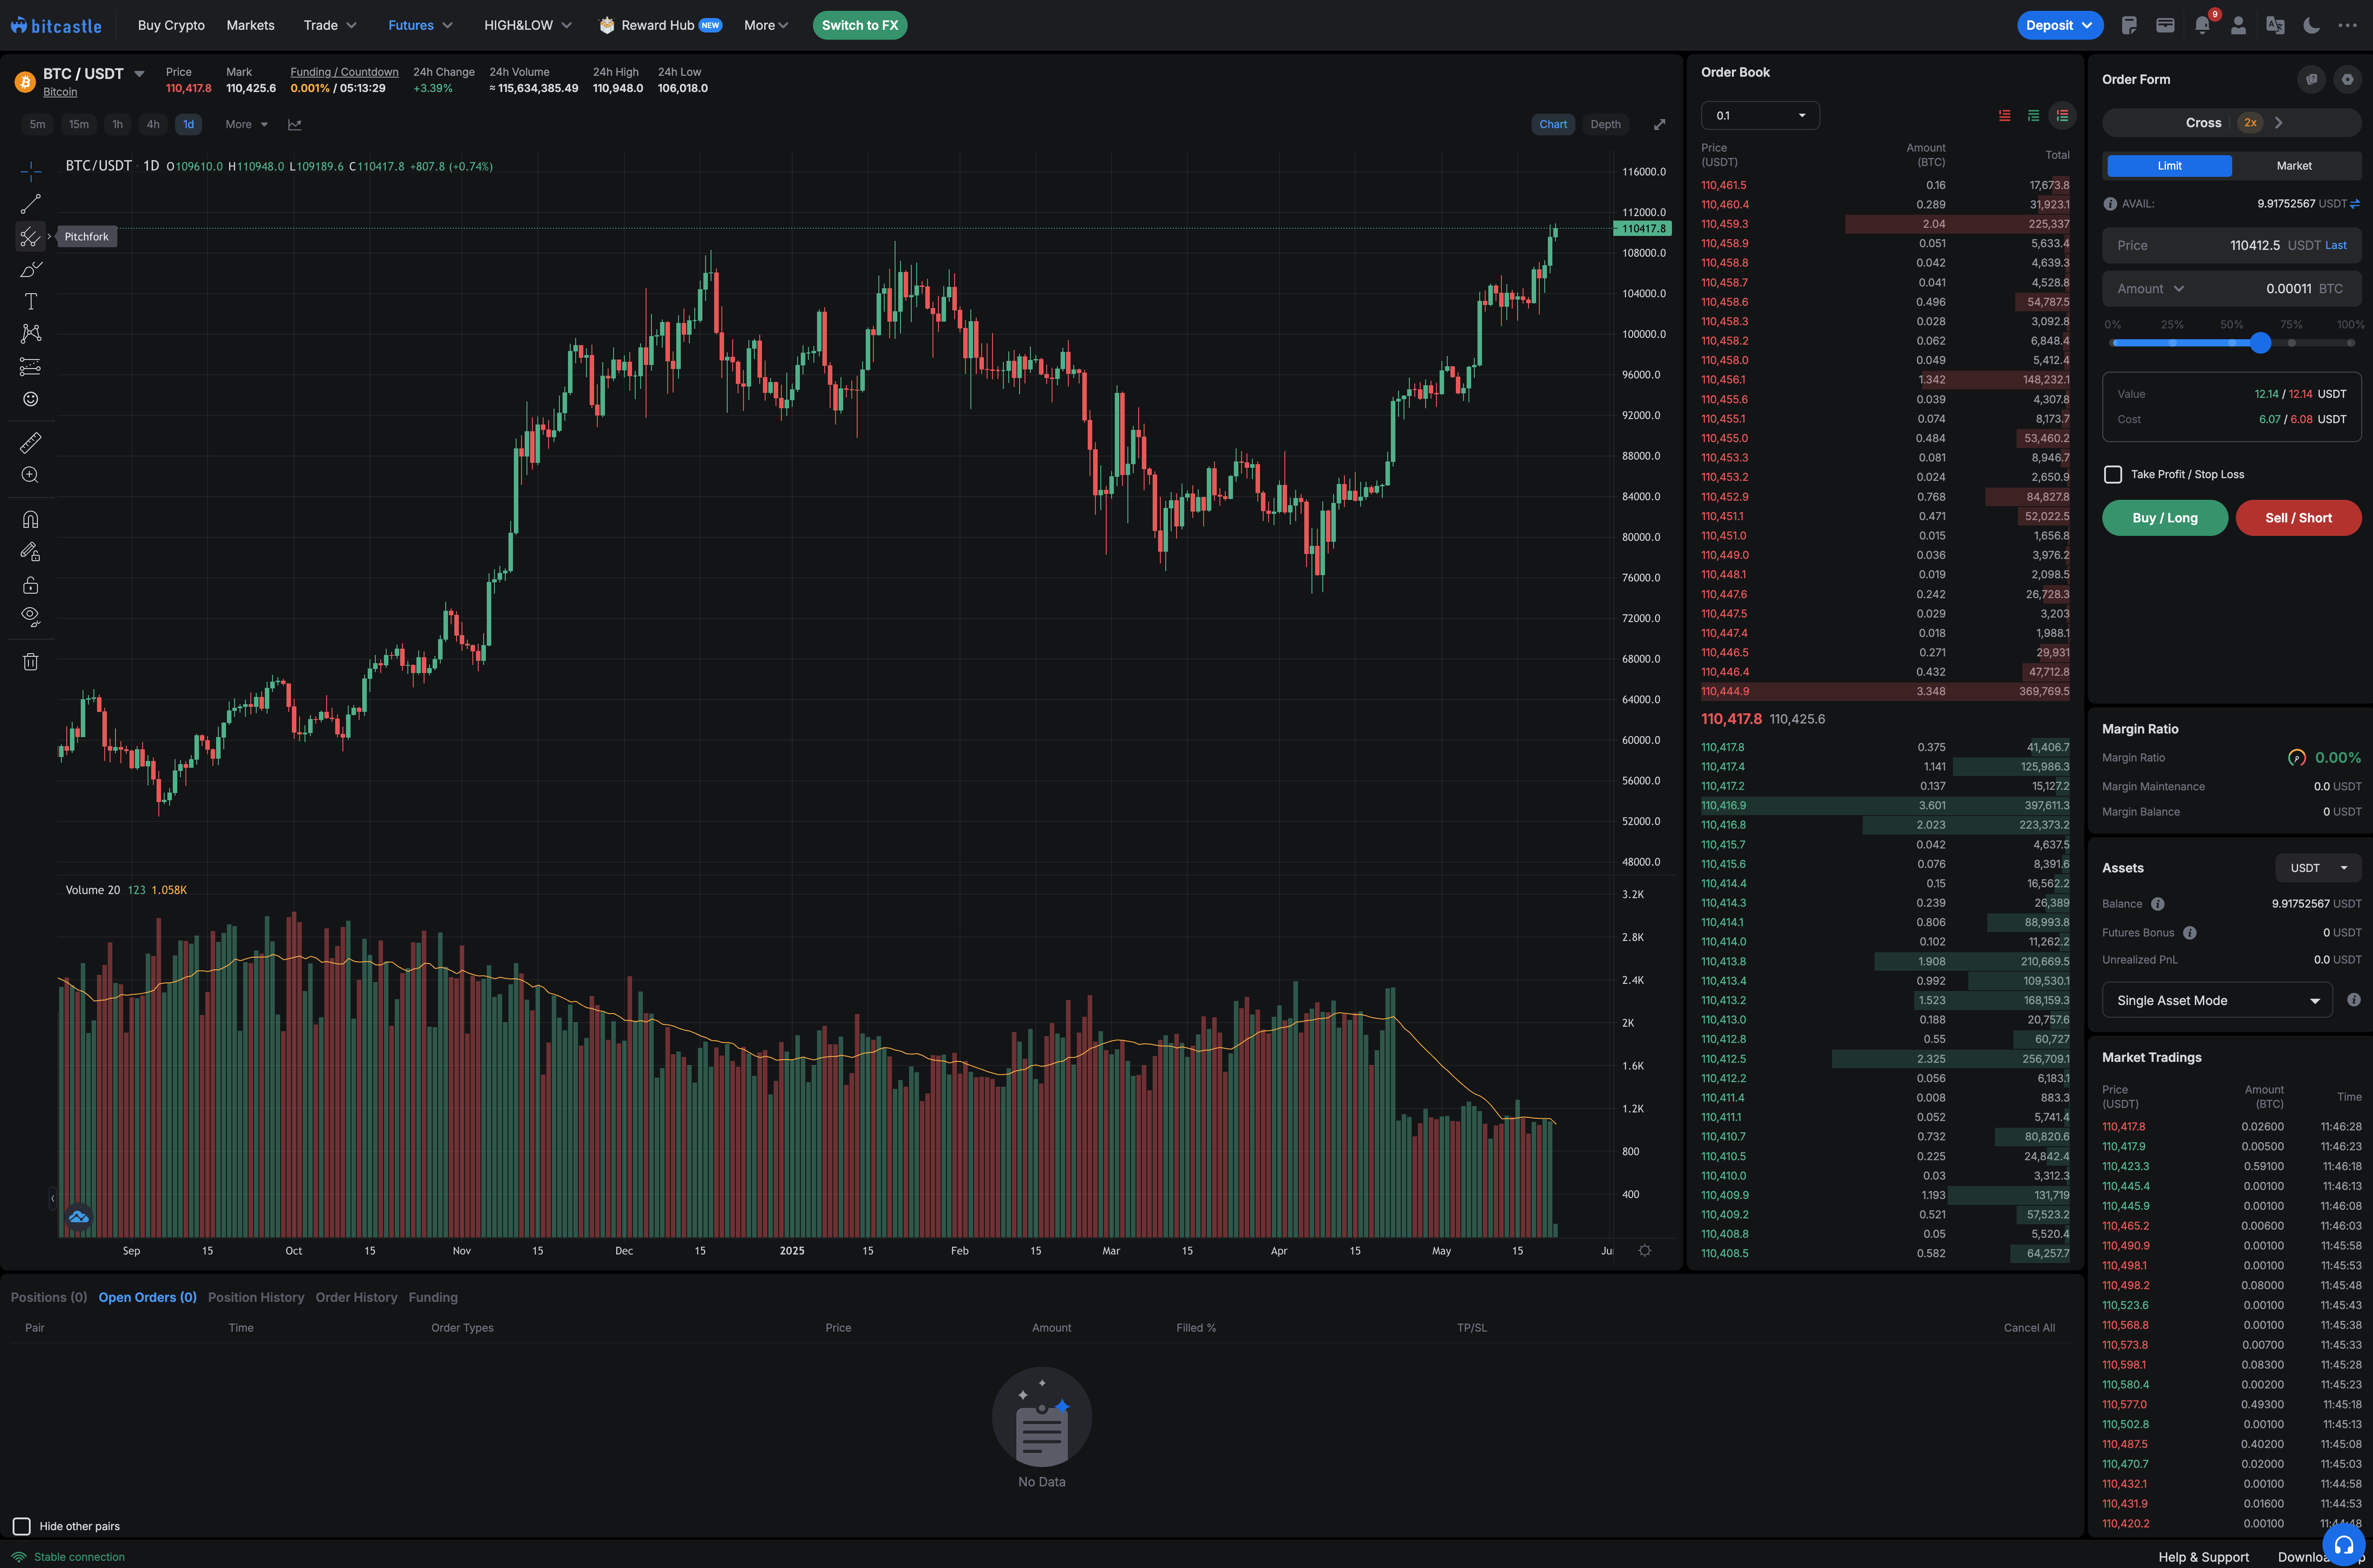 bitcastle
Buy Crypto Markets Trade Futures HIGH&LOW Reward Hub NEW More Switch to FX
Deposit 9
BTC / USDT
Bitcoin
Price Mark Funding / Countdown 24h Change 24h Volume 24h High 24h Low
110,417.8 110,425.6 0.001% / 05:13:29 +3.39% ≈ 115,634,385.49 110,948.0 106,018.0
5m 15m 1h 4h 1d More Chart Depth
BTC/USDT · 1D O109610.0 H110948.0 L109189.6 C110417.8 +807.8 (+0.74%)
Pitchfork
116000.0
112000.0
110417.8
108000.0
104000.0
100000.0
96000.0
92000.0
88000.0
84000.0
80000.0
76000.0
72000.0
68000.0
64000.0
60000.0
56000.0
52000.0
48000.0
Volume 20 123 1.058K
3.2K
2.8K
2.4K
2K
1.6K
1.2K
800
400
Sep 15 Oct 15 Nov 15 Dec 15 2025 15 Feb 15 Mar 15 Apr 15 May 15
Order Book
0.1
Price Amount Total
(USDT) (BTC)
110,461.5 0.16 17,673.8
110,460.4 0.289 31,923.1
110,459.3 2.04 225,337
110,458.9 0.051 5,633.4
110,458.8 0.042 4,639.3
110,458.7 0.041 4,528.8
110,458.6 0.496 54,787.5
110,458.3 0.028 3,092.8
110,458.2 0.062 6,848.4
110,458.0 0.049 5,412.4
110,456.1 1.342 148,232.1
110,455.6 0.039 4,307.8
110,455.1 0.074 8,173.7
110,455.0 0.484 53,460.2
110,453.3 0.081 8,946.7
110,453.2 0.024 2,650.9
110,452.9 0.768 84,827.8
110,451.1 0.471 52,022.5
110,451.0 0.015 1,656.8
110,449.0 0.036 3,976.2
110,448.1 0.019 2,098.5
110,447.6 0.242 26,728.3
110,447.5 0.029 3,203
110,447.4 0.018 1,988.1
110,446.5 0.271 29,931
110,446.4 0.432 47,712.8
110,444.9 3.348 369,769.5
110,417.8 110,425.6
110,417.8 0.375 41,406.7
110,417.4 1.141 125,986.3
110,417.2 0.137 15,127.2
110,416.9 3.601 397,611.3
110,416.8 2.023 223,373.2
110,415.7 0.042 4,637.5
110,415.6 0.076 8,391.6
110,414.4 0.15 16,562.2
110,414.3 0.239 26,389
110,414.1 0.806 88,993.8
110,414.0 0.102 11,262.2
110,413.8 1.908 210,669.5
110,413.4 0.992 109,530.1
110,413.2 1.523 168,159.3
110,413.0 0.188 20,757.6
110,412.8 0.55 60,727
110,412.5 2.325 256,709.1
110,412.2 0.056 6,183.1
110,411.4 0.008 883.3
110,411.1 0.052 5,741.4
110,410.7 0.732 80,820.6
110,410.5 0.225 24,842.4
110,410.0 0.03 3,312.3
110,409.9 1.193 131,719
110,409.2 0.521 57,523.2
110,408.8 0.05 5,520.4
110,408.5 0.582 64,257.7
Order Form
Cross 2x
Limit Market
AVAIL: 9.91752567 USDT
Price 110412.5 USDT Last
Amount 0.00011 BTC
0% 25% 50% 75% 100%
Value 12.14 / 12.14 USDT
Cost 6.07 / 6.08 USDT
Take Profit / Stop Loss
Buy / Long Sell / Short
Margin Ratio
Margin Ratio 0.00%
Margin Maintenance 0.0 USDT
Margin Balance 0 USDT
Assets USDT
Balance 9.91752567 USDT
Futures Bonus 0 USDT
Unrealized PnL 0.0 USDT
Single Asset Mode
Market Tradings
Price Amount Time
(USDT) (BTC)
110,417.8 0.02600 11:46:28
110,417.9 0.00500 11:46:23
110,423.3 0.59100 11:46:18
110,445.4 0.00100 11:46:13
110,445.9 0.00100 11:46:08
110,465.2 0.00600 11:46:03
110,490.9 0.00100 11:45:58
110,498.1 0.00100 11:45:53
110,498.2 0.08000 11:45:48
110,523.6 0.00100 11:45:43
110,568.8 0.00100 11:45:38
110,573.8 0.00700 11:45:33
110,598.1 0.08300 11:45:28
110,580.4 0.00200 11:45:23
110,577.0 0.49300 11:45:18
110,502.8 0.00100 11:45:13
110,487.5 0.40200 11:45:08
110,470.7 0.02000 11:45:03
110,432.1 0.00100 11:44:58
110,431.9 0.01600 11:44:53
110,420.2 0.00100 11:44:48
Positions (0) Open Orders (0) Position History Order History Funding
Pair Time Order Types Price Amount Filled % TP/SL Cancel All
No Data
Hide other pairs
Stable connection
Help & Support